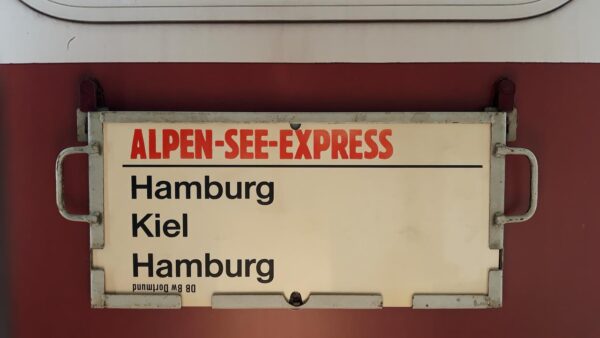 ALPEN-SEE-EXPRESS
Hamburg
Kiel
Hamburg
DB Bw Dortmund